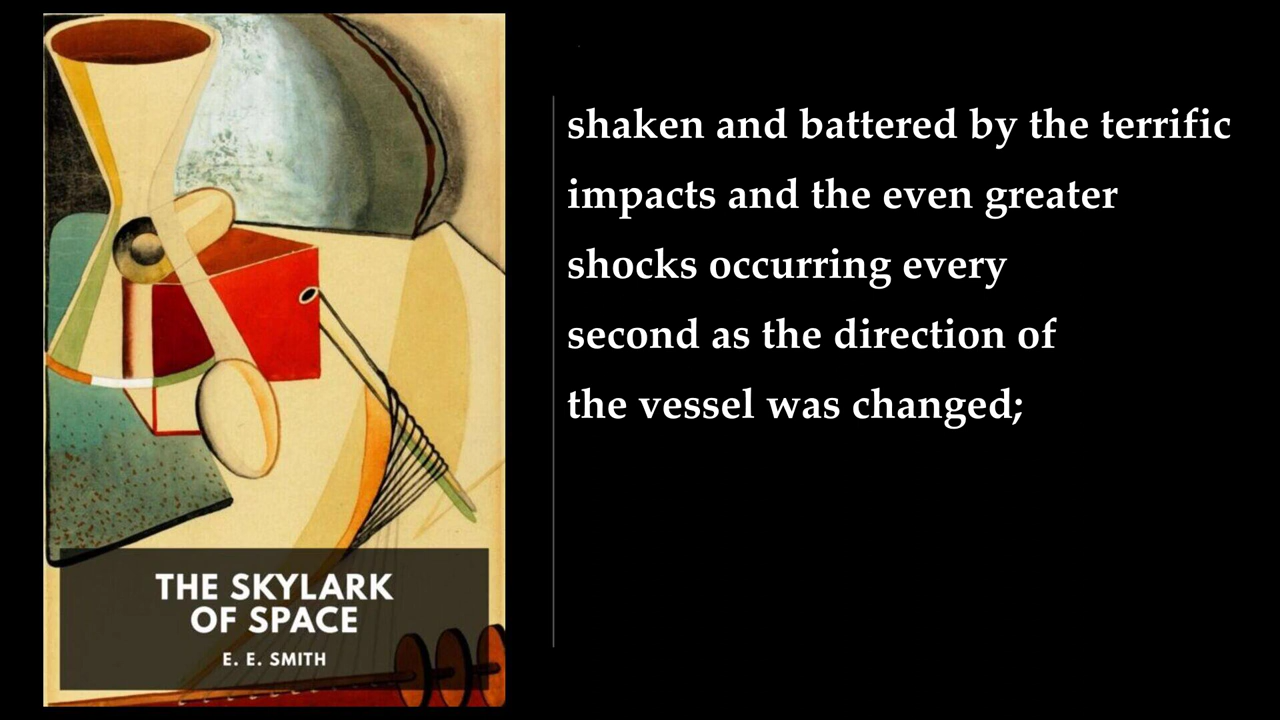 THE SKYLARK
OF SPACE
E. E. SMITH
shaken and battered by the terrific
impacts and the even greater
shocks occurring every
second as the direction of
the vessel was changed;